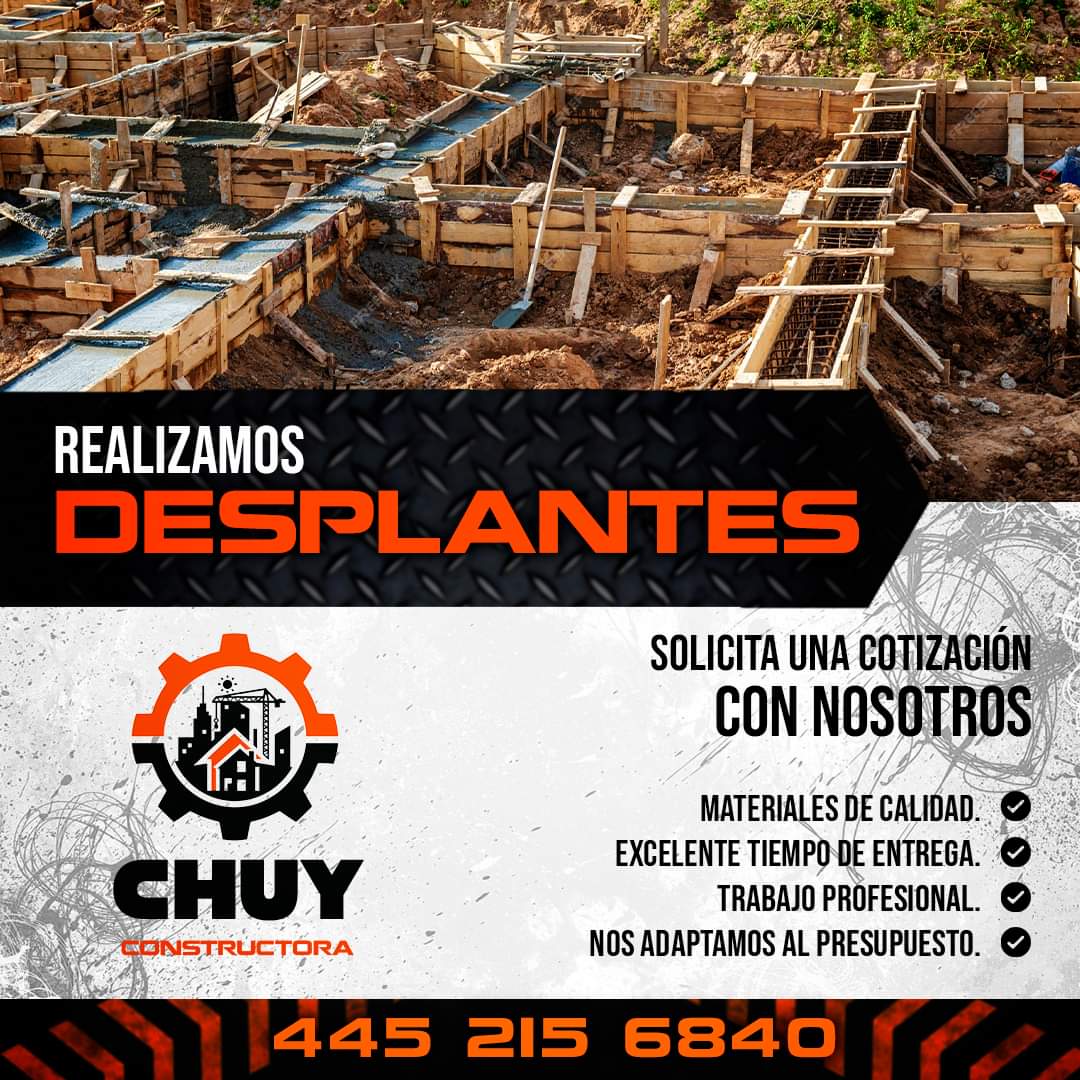 REALIZAMOS
DESPLANTES
SOLICITA UNA COTIZACIÓN
CON NOSOTROS
MATERIALES DE CALIDAD.
EXCELENTE TIEMPO DE ENTREGA.
TRABAJO PROFESIONAL.
NOS ADAPTAMOS AL PRESUPUESTO.
CHUY
CONSTRUCTORA
445 215 6840